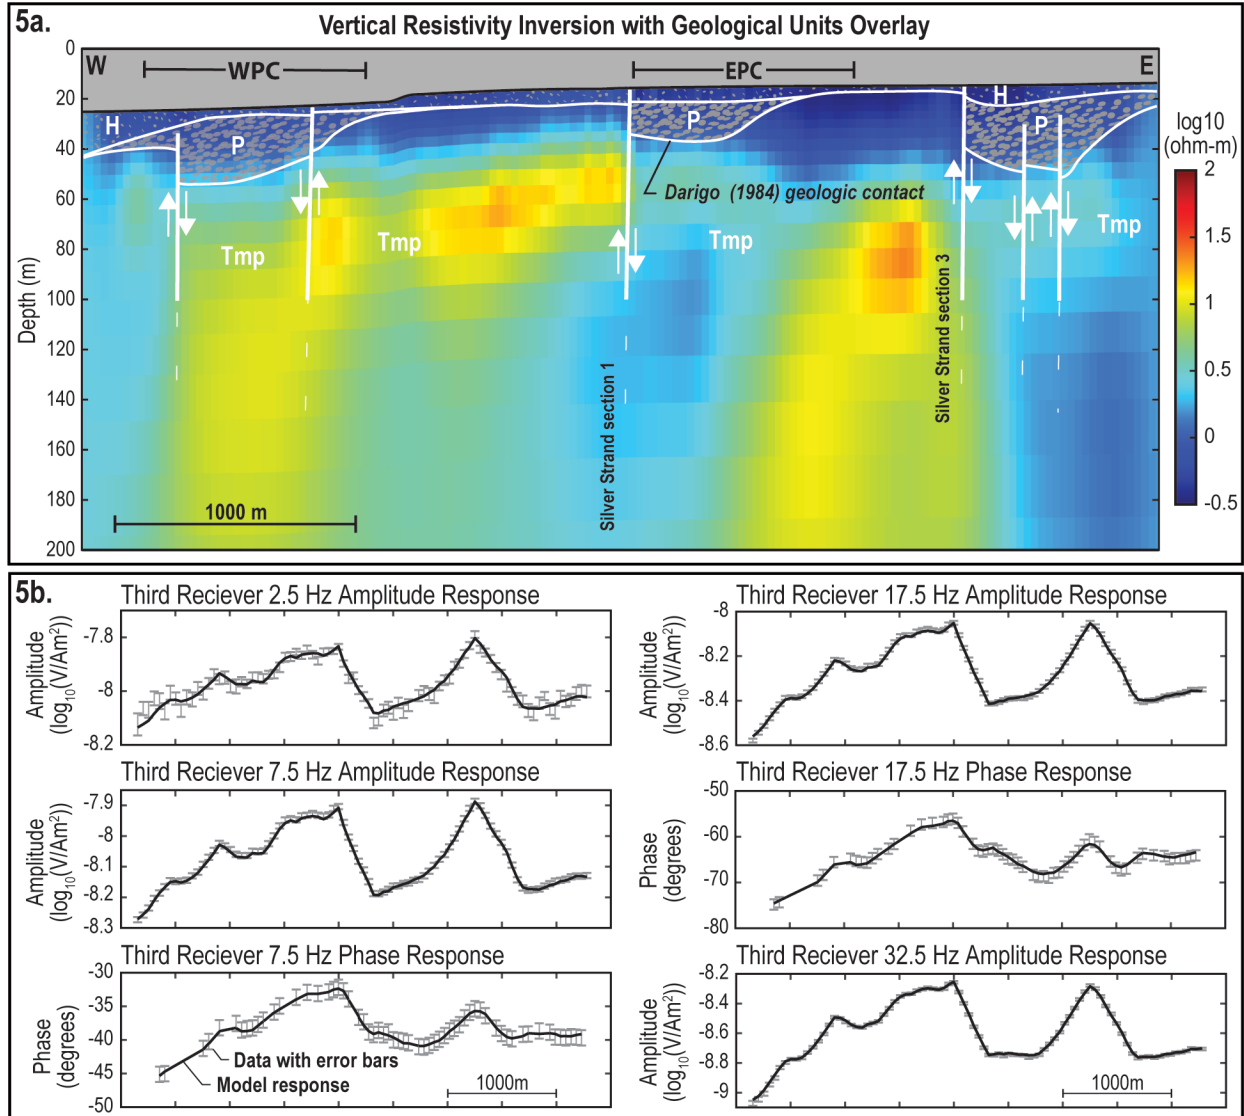 5a.
Vertical Resistivity Inversion with Geological Units Overlay
W
WPC
EPC
E
H
P
P
H
P
Darigo (1984) geologic contact
Tmp
Tmp
Tmp
Tmp
Silver Strand section 1
Silver Strand section 3
1000 m
Depth (m)
0
20
40
60
80
100
120
140
160
180
200
log10
(ohm-m)
2
1.5
1
0.5
0
-0.5
5b.
Third Reciever 2.5 Hz Amplitude Response
Amplitude
(log10(V/Am2))
-7.8
-8
-8.2
Third Reciever 17.5 Hz Amplitude Response
Amplitude
(log10(V/Am2))
-8
-8.2
-8.4
-8.6
Third Reciever 7.5 Hz Amplitude Response
Amplitude
(log10(V/Am2))
-7.9
-8
-8.1
-8.2
-8.3
Third Reciever 17.5 Hz Phase Response
Phase
(degrees)
-50
-60
-70
-80
Third Reciever 7.5 Hz Phase Response
Phase
(degrees)
-30
-35
-40
-45
-50
Data with error bars
Model response
1000m
Third Reciever 32.5 Hz Amplitude Response
Amplitude
(log10(V/Am2))
-8.2
-8.4
-8.6
-8.8
-9
1000m